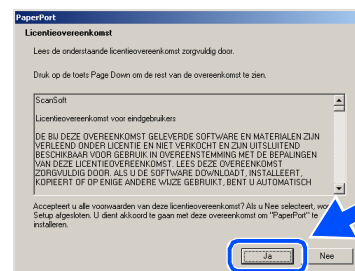 PaperPort
Licentieovereenkomst
Lees de onderstaande licentieovereenkomst zorgvuldig door.
Druk op de toets Page Down om de rest van de overeenkomst te zien.
ScanSoft
Licentieovereenkomst voor eindgebruikers
DE BIJ DEZE OVEREENKOMST GELEVERDE SOFTWARE EN MATERIALEN ZIJN
VERLEEND ONDER LICENTIE EN NIET VERKOCHT EN ZIJN UITSLUITEND
BESCHIKBAAR VOOR GEBRUIK IN OVEREENSTEMMING MET DE BEPALINGEN
VAN DEZE LICENTIEOVEREENKOMST. LEES DEZE OVEREENKOMST
ZORGVULDIG DOOR. ALS U DE SOFTWARE DOWNLOADT, INSTALLEERT,
KOPIEERT OF OP ENIGE ANDERE WIJZE GEBRUIKT, BENT U AUTOMATISCH
Accepteert u alle voorwaarden van deze licentieovereenkomst? Als u Nee selecteert,
Setup afgesloten. U dient akkoord te gaan met deze overeenkomst om "PaperPort" te
installeren.
Ja Nee